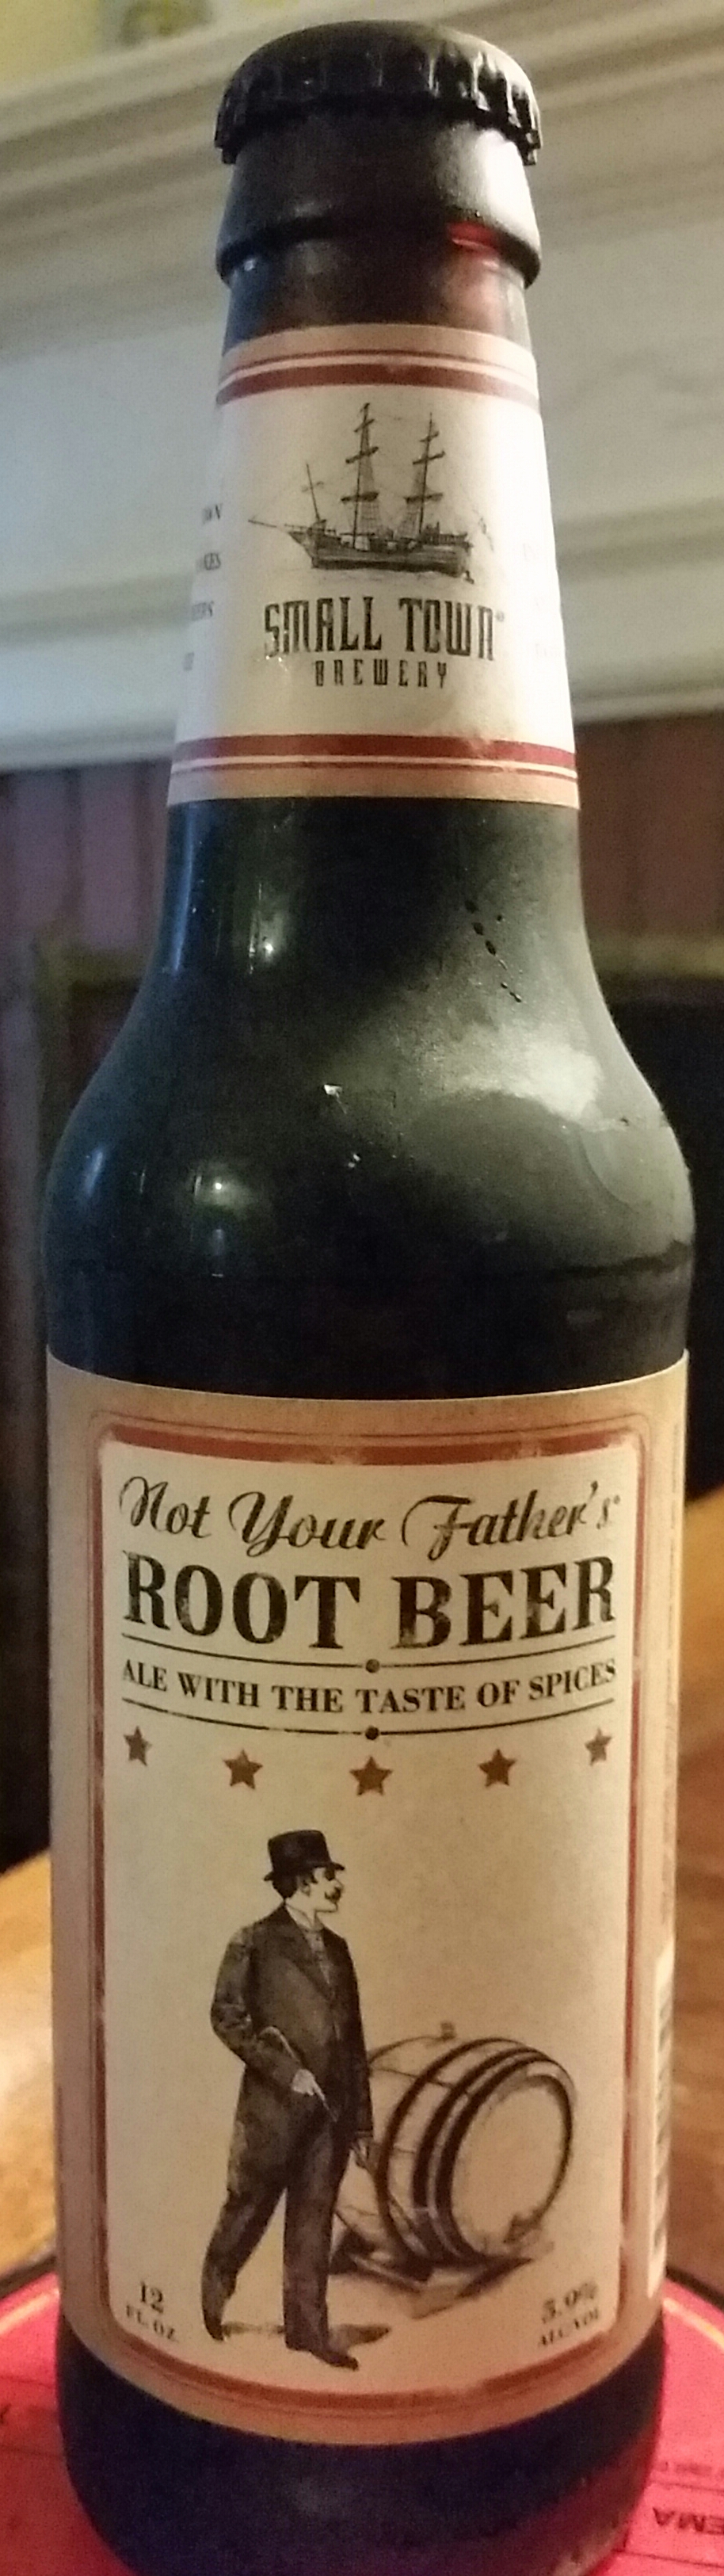 SMALL TOWN
BREWERY
Not Your Father's
ROOT BEER
ALE WITH THE TASTE OF SPICES
12
FL. OZ.
5.9%
ALC/VOL
EMA